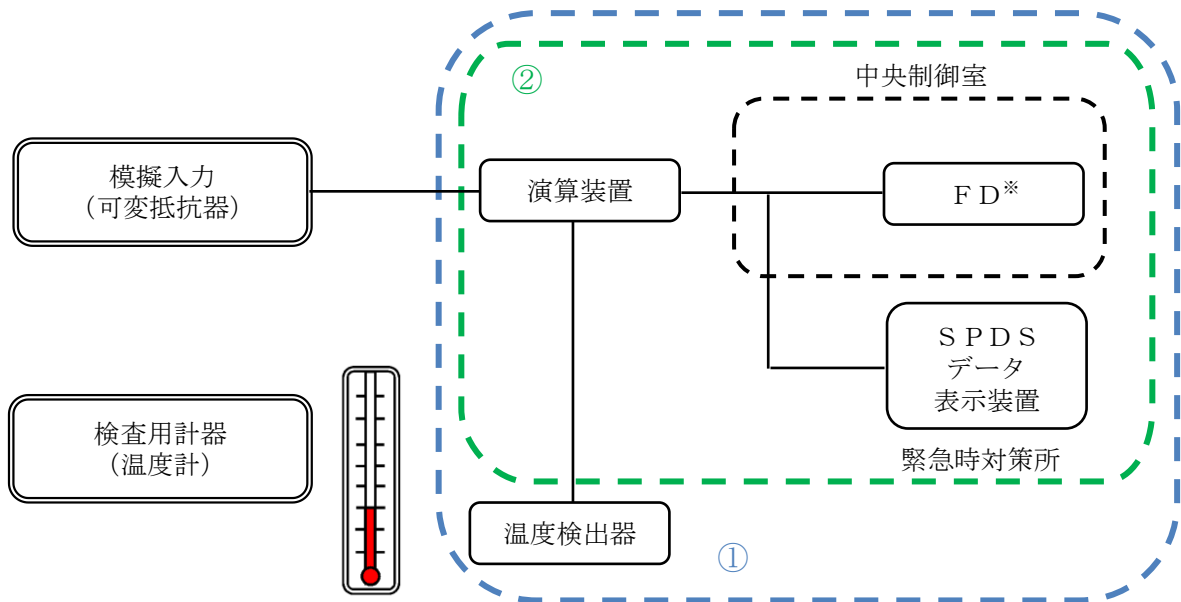 ②
中央制御室
模擬入力
（可変抵抗器）
演算装置
ＦＤ※
ＳＰＤＳ
データ
表示装置
検査用計器
（温度計）
緊急時対策所
温度検出器
①